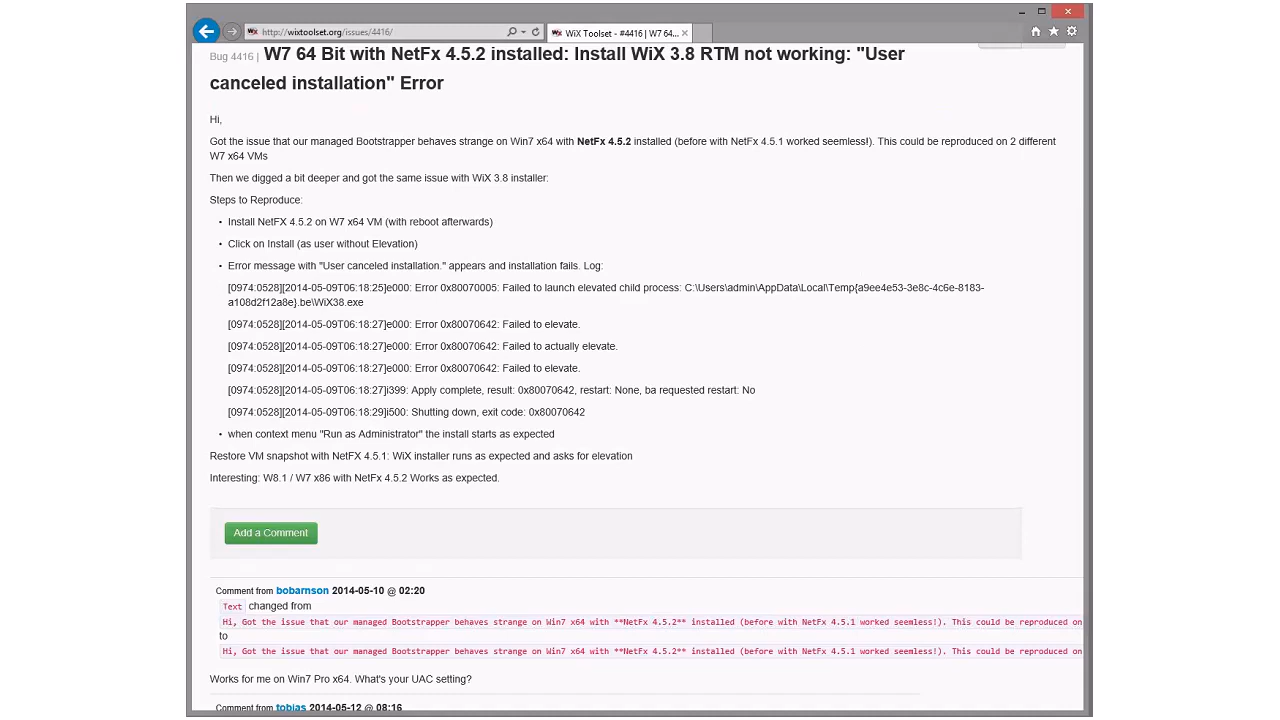 http://wixtoolset.org/issues/4416/
WiX Toolset - #4416 | W7 64...
Bug 4416 | W7 64 Bit with NetFx 4.5.2 installed: Install WiX 3.8 RTM not working: "User
canceled installation" Error
Hi,
Got the issue that our managed Bootstrapper behaves strange on Win7 x64 with NetFx 4.5.2 installed (before with NetFx 4.5.1 worked seemless!). This could be reproduced on 2 different
W7 x64 VMs
Then we digged a bit deeper and got the same issue with WiX 3.8 installer:
Steps to Reproduce:
• Install NetFX 4.5.2 on W7 x64 VM (with reboot afterwards)
• Click on Install (as user without Elevation)
• Error message with "User canceled installation." appears and installation fails. Log:
[0974:0528][2014-05-09T06:18:25]e000: Error 0x80070005: Failed to launch elevated child process: C:\Users\admin\AppData\Local\Temp{a9ee4e53-3e8c-4c6e-8183-
a108d2f12a8e}.be\WiX38.exe
[0974:0528][2014-05-09T06:18:27]e000: Error 0x80070642: Failed to elevate.
[0974:0528][2014-05-09T06:18:27]e000: Error 0x80070642: Failed to actually elevate.
[0974:0528][2014-05-09T06:18:27]e000: Error 0x80070642: Failed to elevate.
[0974:0528][2014-05-09T06:18:27]i399: Apply complete, result: 0x80070642, restart: None, ba requested restart: No
[0974:0528][2014-05-09T06:18:29]i500: Shutting down, exit code: 0x80070642
• when context menu "Run as Administrator" the install starts as expected
Restore VM snapshot with NetFX 4.5.1: WiX installer runs as expected and asks for elevation
Interesting: W8.1 / W7 x86 with NetFx 4.5.2 Works as expected.
Add a Comment
Comment from bobarnson 2014-05-10 @ 02:20
Text changed from
Hi, Got the issue that our managed Bootstrapper behaves strange on Win7 x64 with **NetFx 4.5.2** installed (before with NetFx 4.5.1 worked seemless!). This could be reproduced on
to
Hi, Got the issue that our managed Bootstrapper behaves strange on Win7 x64 with **NetFx 4.5.2** installed (before with NetFx 4.5.1 worked seemless!). This could be reproduced on
Works for me on Win7 Pro x64. What's your UAC setting?
Comment from tobias 2014-05-12 @ 08:16